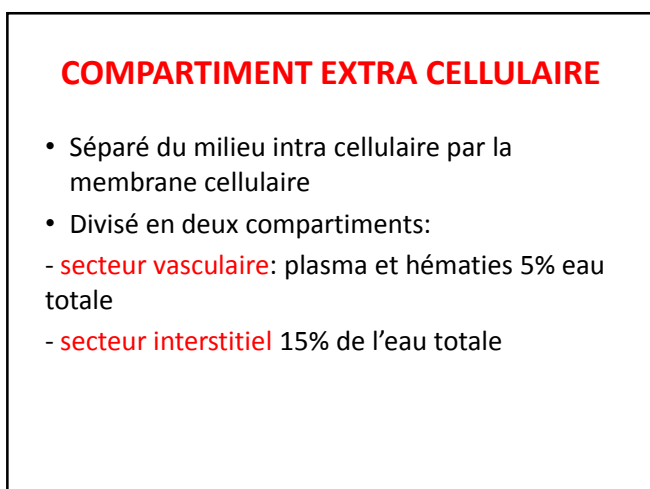 COMPARTIMENT EXTRA CELLULAIRE
• Séparé du milieu intra cellulaire par la
membrane cellulaire
• Divisé en deux compartiments:
- secteur vasculaire: plasma et hématies 5% eau
totale
- secteur interstitiel 15% de l’eau totale